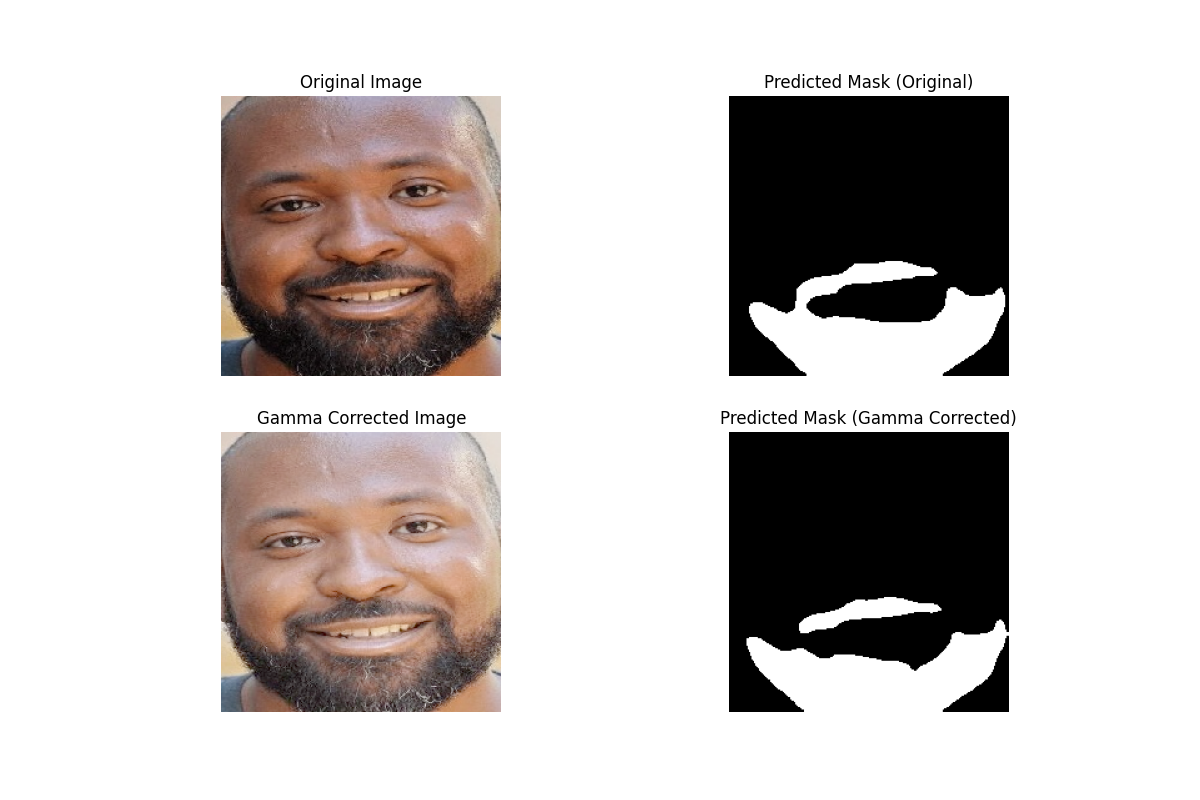 Original Image
Predicted Mask (Original)
Gamma Corrected Image
Predicted Mask (Gamma Corrected)